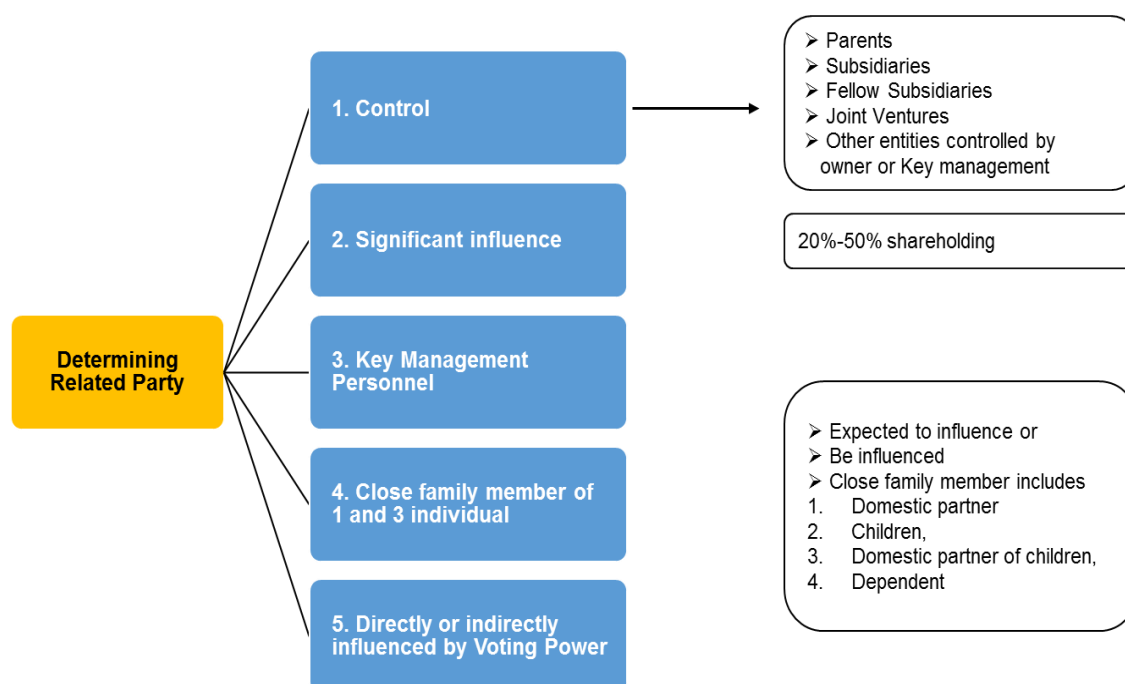 Determining
Related Party
1. Control
2. Significant influence
3. Key Management
Personnel
4. Close family member of
1 and 3 individual
5. Directly or indirectly
influenced by Voting Power
➢ Parents
➢ Subsidiaries
➢ Fellow Subsidiaries
➢ Joint Ventures
➢ Other entities controlled by
owner or Key management
20%-50% shareholding
➢ Expected to influence or
➢ Be influenced
➢ Close family member includes
1. Domestic partner
2. Children,
3. Domestic partner of children,
4. Dependent